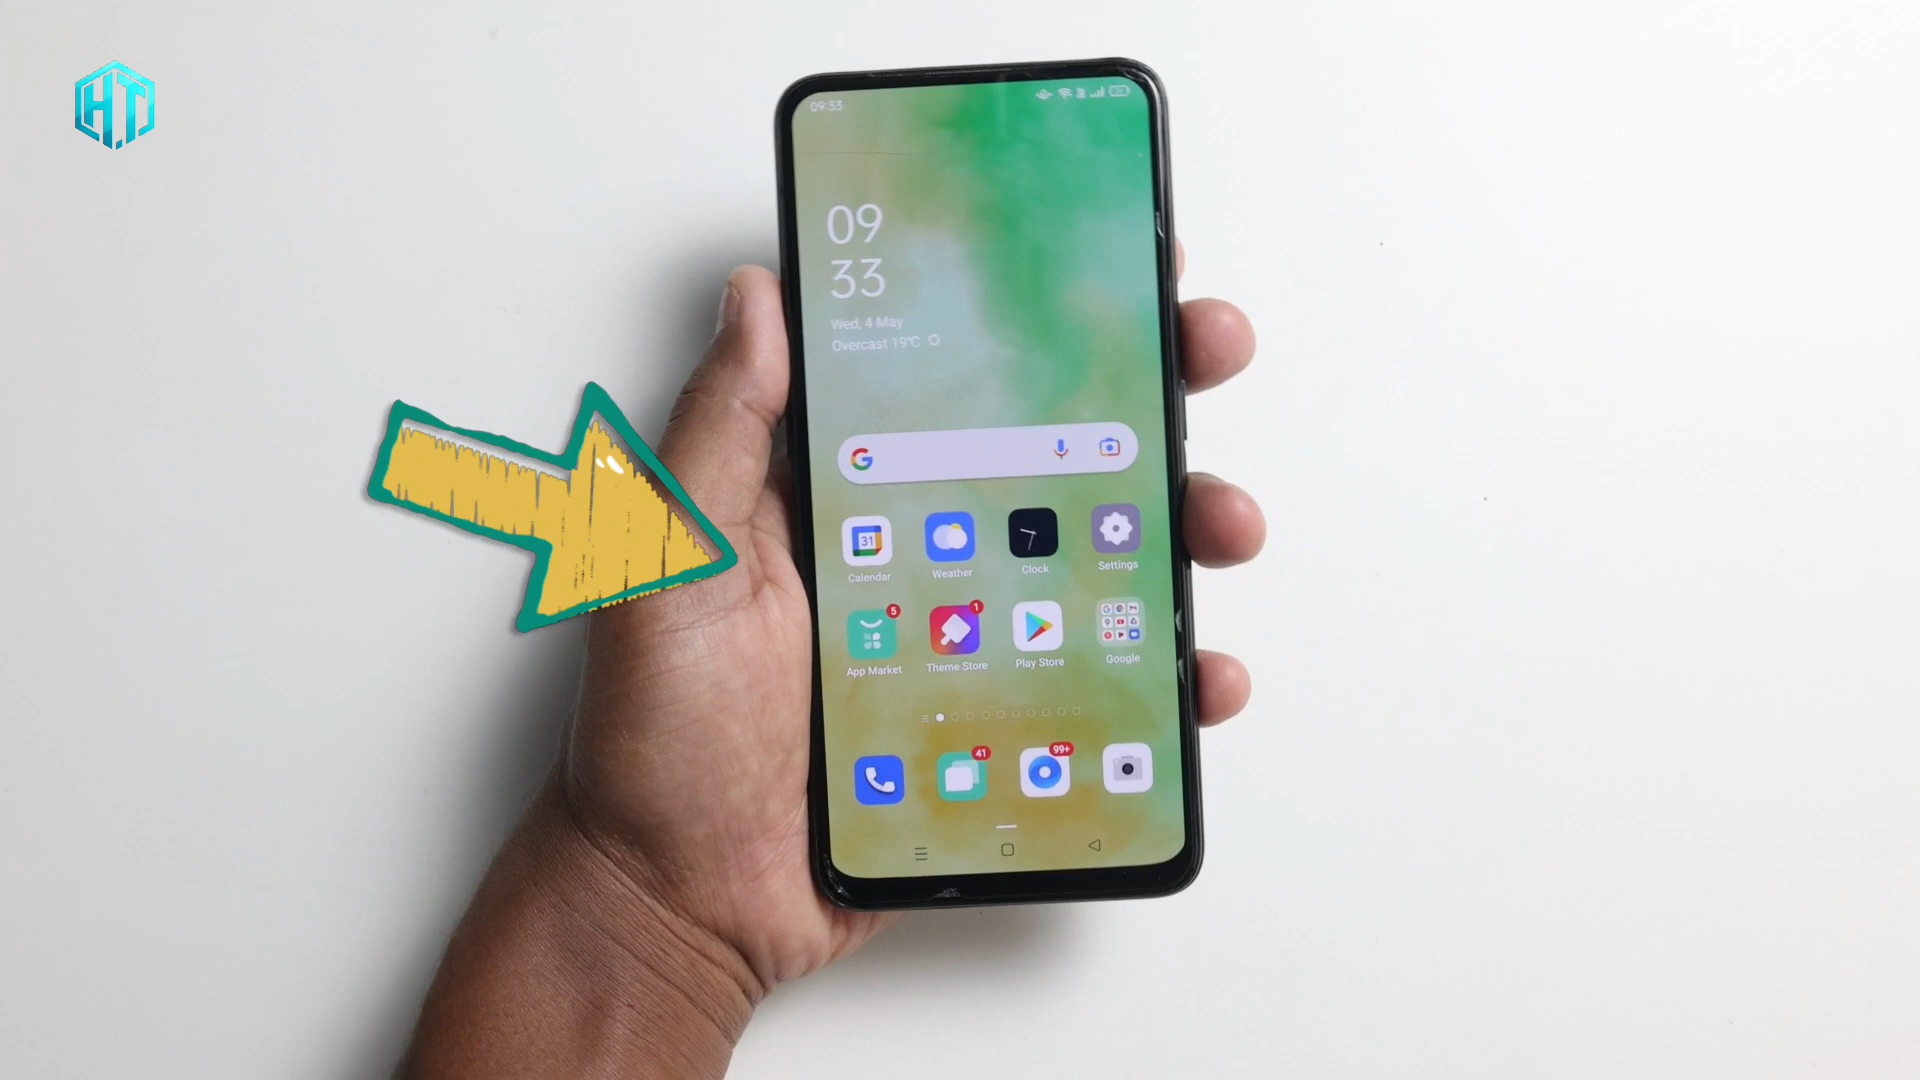 HT
09:33
09
33
Wed, 4 May
Overcast 19°C
G
31
Calendar
Weather
Clock
Settings
5
1
App Market
Theme Store
Play Store
Google
41
99+